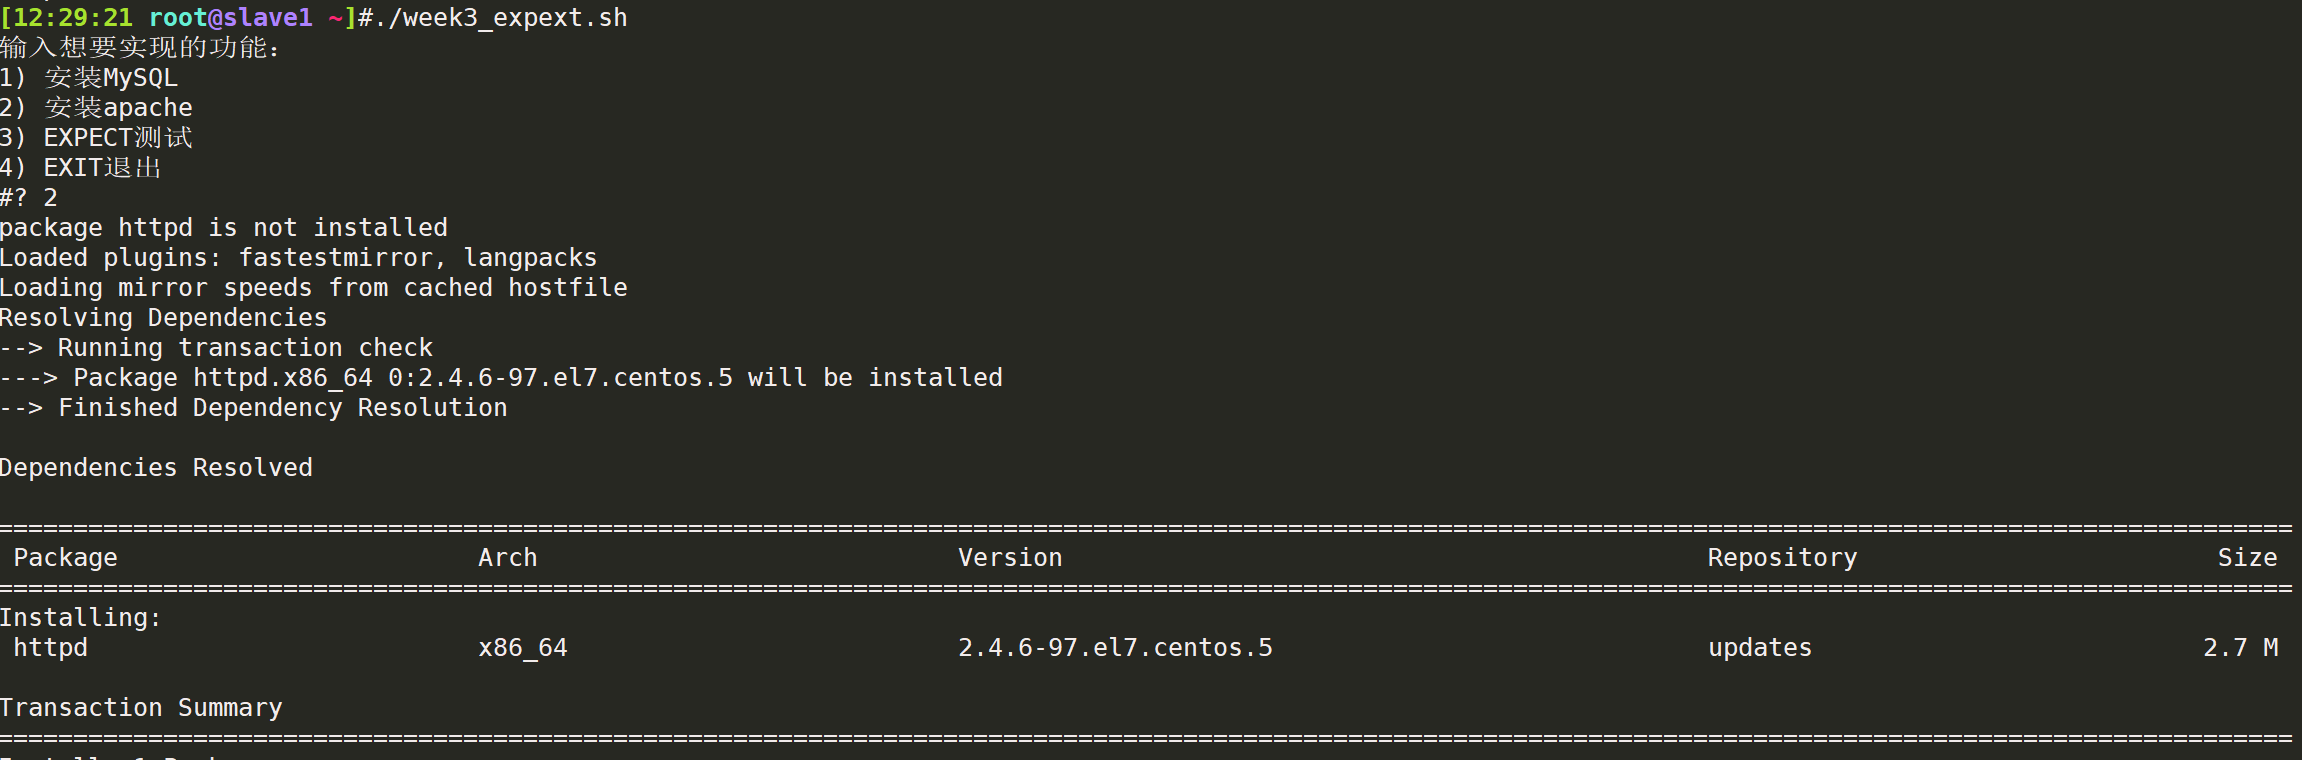 [12:29:21 root@slave1 ~]#./week3_expext.sh
输入想要实现的功能：
1) 安装MySQL
2) 安装apache
3) EXPECT测试
4) EXIT退出
#? 2
package httpd is not installed
Loaded plugins: fastestmirror, langpacks
Loading mirror speeds from cached hostfile
Resolving Dependencies
--> Running transaction check
---> Package httpd.x86_64 0:2.4.6-97.el7.centos.5 will be installed
--> Finished Dependency Resolution
Dependencies Resolved
Package Arch Version Repository Size
Installing:
httpd x86_64 2.4.6-97.el7.centos.5 updates 2.7 M
Transaction Summary